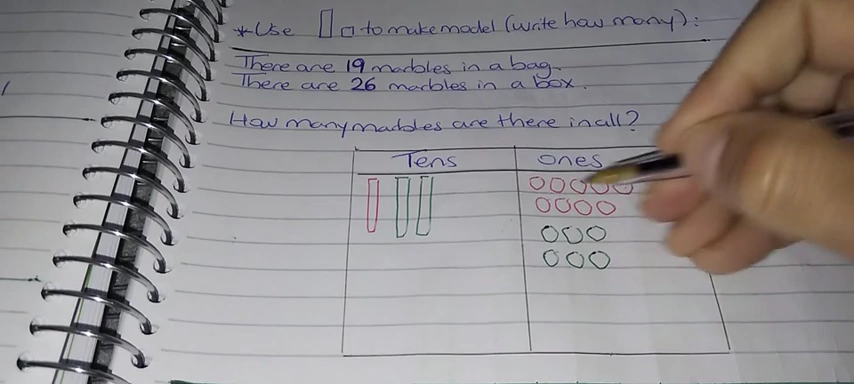 *Use to make model (write how many):
There are 19 marbles in a bag.
There are 26 marbles in a box.
How many marbles are there in all?
Tens ones